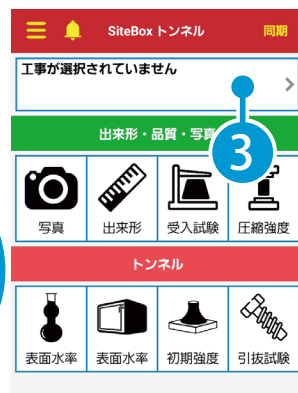 SiteBox トンネル
同期
工事が選択されていません
出来形・品質・写真
3
写真
出来形
受入試験
圧縮強度
トンネル
表面水率
表面水率
初期強度
引抜試験